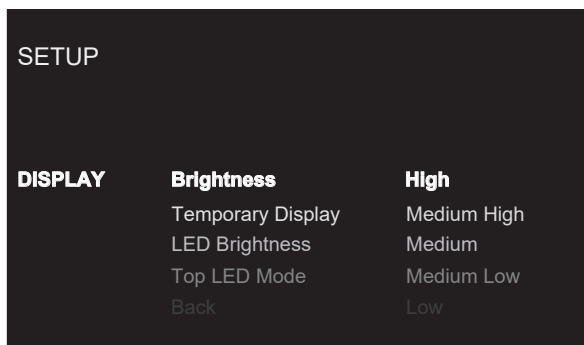 SETUP
DISPLAY Brightness High
Temporary Display Medium High
LED Brightness Medium
Top LED Mode Medium Low
Back Low